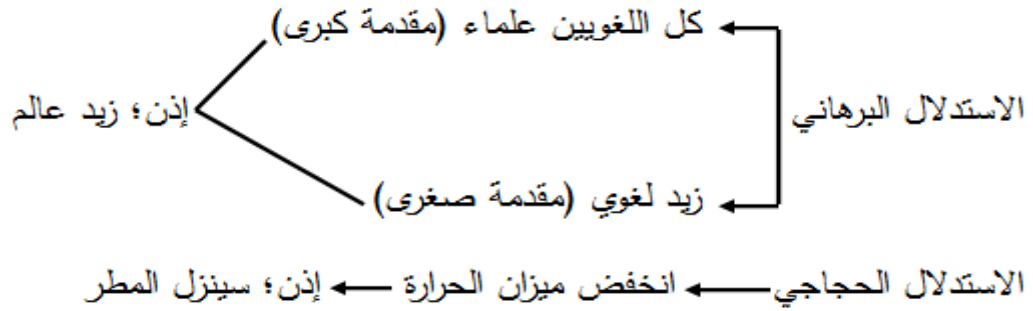 كل اللغويين علماء (مقدمة كبرى)
الاستدلال البرهاني
إذن؛ زيد عالم
زيد لغوي (مقدمة صغرى)
الاستدلال الحجاجي
انخفض ميزان الحرارة
إذن؛ سينزل المطر